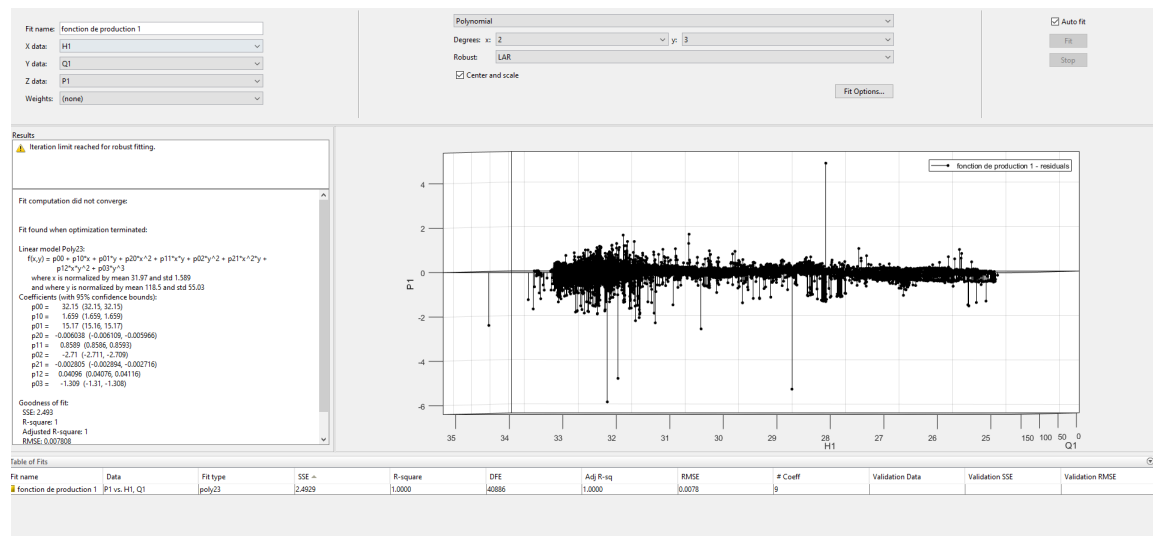 Fit name: fonction de production 1
X data: H1
Y data: Q1
Z data: P1
Weights: (none)
Polynomial
Degrees: x: 2 y: 3
Robust: LAR
Center and scale
Fit Options...
Auto fit
Fit
Stop
Results
Iteration limit reached for robust fitting.
Fit computation did not converge:
Fit found when optimization terminated:
Linear model Poly23:
f(x,y) = p00 + p10*x + p01*y + p20*x^2 + p11*x*y + p02*y^2 + p21*x^2*y +
p12*x*y^2 + p03*y^3
where x is normalized by mean 31.97 and std 1.589
and where y is normalized by mean 118.5 and std 55.03
Coefficients (with 95% confidence bounds):
p00 = 32.15 (32.15, 32.15)
p10 = 1.659 (1.659, 1.659)
p01 = 15.17 (15.16, 15.17)
p20 = -0.006038 (-0.006109, -0.005966)
p11 = 0.8589 (0.8586, 0.8593)
p02 = -2.71 (-2.711, -2.709)
p21 = -0.002805 (-0.002894, -0.002716)
p12 = 0.04096 (0.04076, 0.04116)
p03 = -1.309 (-1.31, -1.308)
Goodness of fit:
SSE: 2.493
R-square: 1
Adjusted R-square: 1
RMSE: 0.007808
fonction de production 1 - residuals
4
2
0
-2
-4
-6
P1
35 34 33 32 31 30 29 28 27 26 25 150 100 50 0
H1 Q1
Table of Fits
Fit name Data Fit type SSE R-square DFE Adj R-sq RMSE # Coeff Validation Data Validation SSE Validation RMSE
fonction de production 1 P1 vs. H1, Q1 poly23 2.4929 1.0000 40886 1.0000 0.0078 9